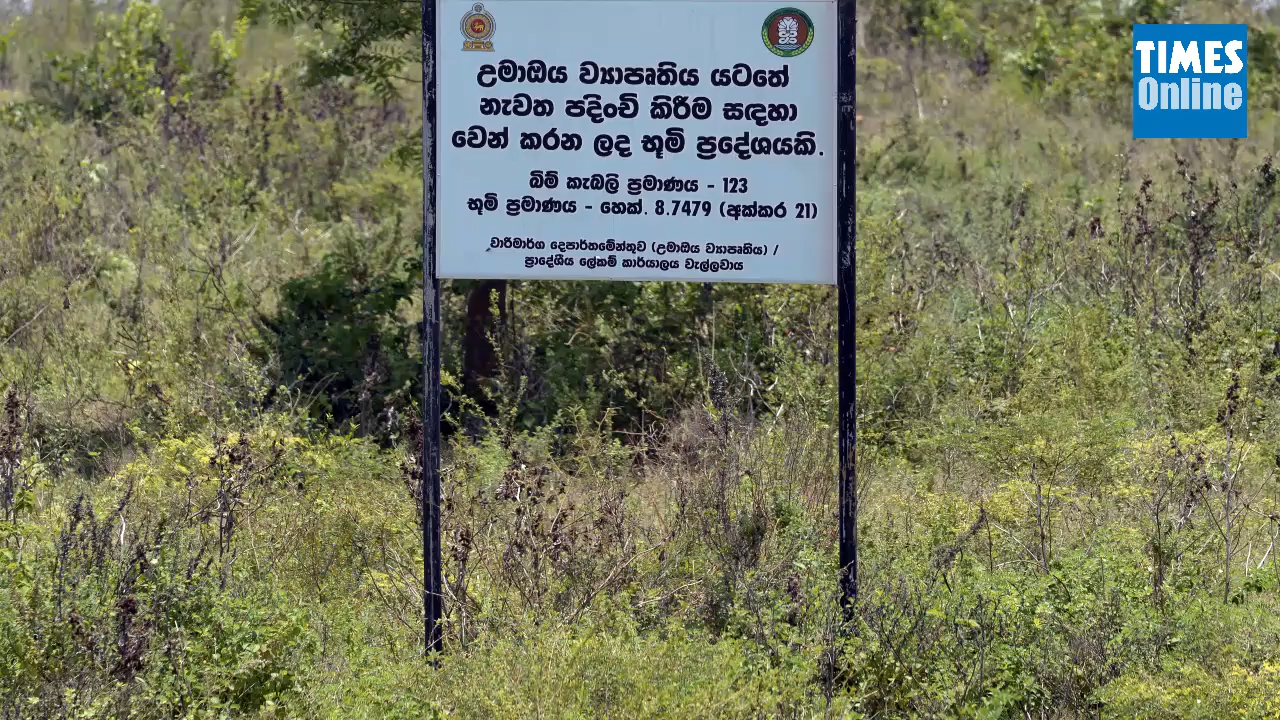 උමාඔය ව්‍යාපෘතිය යටතේ
නැවත පදිංචි කිරීම සඳහා
වෙන් කරන ලද භූමි ප්‍රදේශයකි.
බිම් කැබලි ප්‍රමාණය - 123
භූමි ප්‍රමාණය - හෙක්. 8.7479 (අක්කර 21)
වාරිමාර්ග දෙපාර්තමේන්තුව (උමාඔය ව්‍යාපෘතිය) /
ප්‍රාදේශීය ලේකම් කාර්යාලය වැල්ලවාය
TIMES
Online